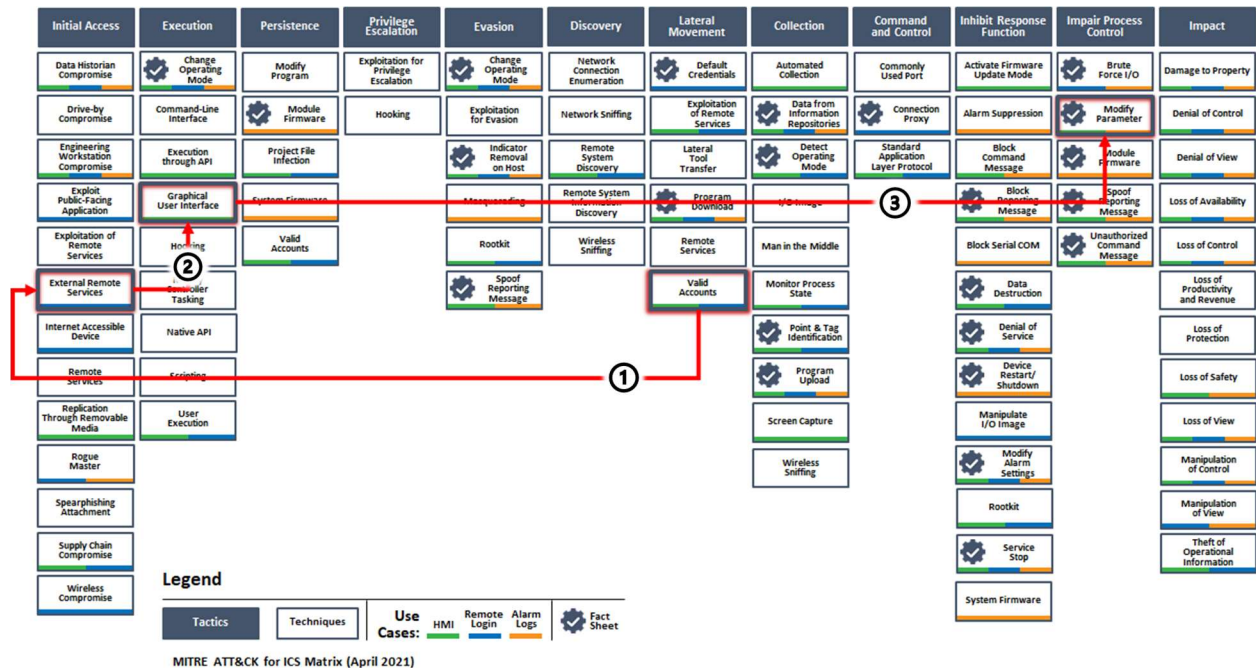 Initial Access
Execution
Persistence
Privilege
Escalation
Evasion
Discovery
Lateral
Movement
Collection
Command
and Control
Inhibit Response
Function
Impair Process
Control
Impact
Data Historian
Compromise
Drive-by
Compromise
Engineering
Workstation
Compromise
Exploit
Public-Facing
Application
Exploitation of
Remote
Services
External Remote
Services
Internet Accessible
Device
Remote
Services
Replication
Through Removable
Media
Rogue
Master
Spearphishing
Attachment
Supply Chain
Compromise
Wireless
Compromise
Change
Operating
Mode
Command-Line
Interface
Execution
through API
Graphical
User Interface
Hooking
Controller
Tasking
Native API
Scripting
User
Execution
Modify
Program
Module
Firmware
Project File
Infection
System Firmware
Valid
Accounts
Exploitation for
Privilege
Escalation
Hooking
Change
Operating
Mode
Exploitation
for Evasion
Indicator
Removal
on Host
Masquerading
Rootkit
Spoof
Reporting
Message
Network
Connection
Enumeration
Network Sniffing
Remote
System
Discovery
Remote System
Information
Discovery
Wireless
Sniffing
Default
Credentials
Exploitation
of Remote
Services
Lateral
Tool
Transfer
Program
Download
Remote
Services
Valid
Accounts
Automated
Collection
Data from
Information
Repositories
Detect
Operating
Mode
I/O Image
Man in the Middle
Monitor Process
State
Point & Tag
Identification
Program
Upload
Screen Capture
Wireless
Sniffing
Commonly
Used Port
Connection
Proxy
Standard
Application
Layer Protocol
Activate Firmware
Update Mode
Alarm Suppression
Block
Command
Message
Block
Reporting
Message
Block Serial COM
Data
Destruction
Denial of
Service
Device
Restart/
Shutdown
Manipulate
I/O Image
Modify
Alarm
Settings
Rootkit
Service
Stop
System Firmware
Brute
Force I/O
Modify
Parameter
Module
Firmware
Spoof
Reporting
Message
Unauthorized
Command
Message
Damage to Property
Denial of Control
Denial of View
Loss of Availability
Loss of Control
Loss of
Productivity
and Revenue
Loss of
Protection
Loss of Safety
Loss of View
Manipulation
of Control
Manipulation
of View
Theft of
Operational
Information
1
2
3
Legend
Tactics
Techniques
Use
Cases:
HMI
Remote
Login
Alarm
Logs
Fact
Sheet
MITRE ATT&CK for ICS Matrix (April 2021)